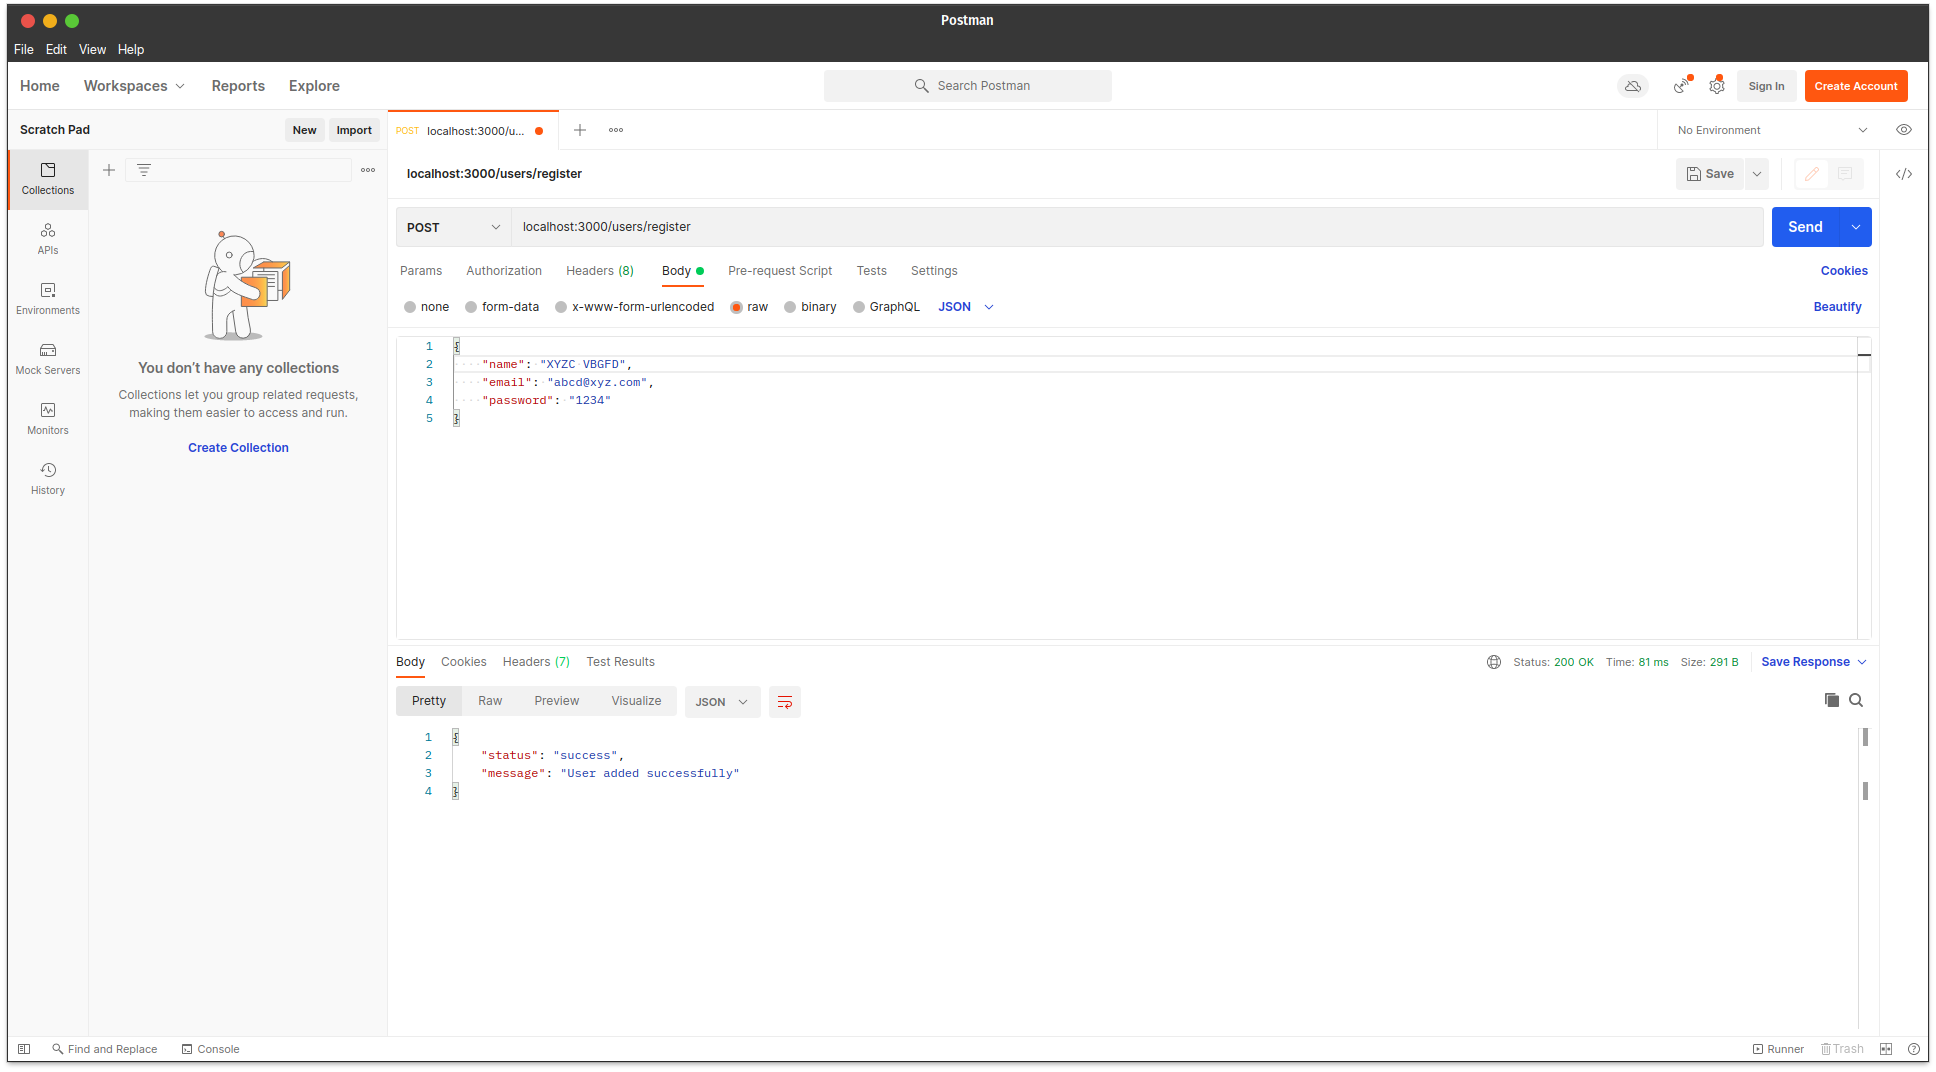 Postman
File Edit View Help
Home Workspaces Reports Explore Search Postman Sign In Create Account
Scratch Pad New Import POST localhost:3000/u... No Environment
Collections
APIs
Environments
Mock Servers
Monitors
History
You don't have any collections
Collections let you group related requests,
making them easier to access and run.
Create Collection
localhost:3000/users/register Save
POST localhost:3000/users/register Send
Params Authorization Headers (8) Body Pre-request Script Tests Settings Cookies
none form-data x-www-form-urlencoded raw binary GraphQL JSON Beautify
1 {
2 "name": "XYZC VBGFD",
3 "email": "abcd@xyz.com",
4 "password": "1234"
5 }
Body Cookies Headers (7) Test Results Status: 200 OK Time: 81 ms Size: 291 B Save Response
Pretty Raw Preview Visualize JSON
1 {
2 "status": "success",
3 "message": "User added successfully"
4 }
Find and Replace Console Runner Trash